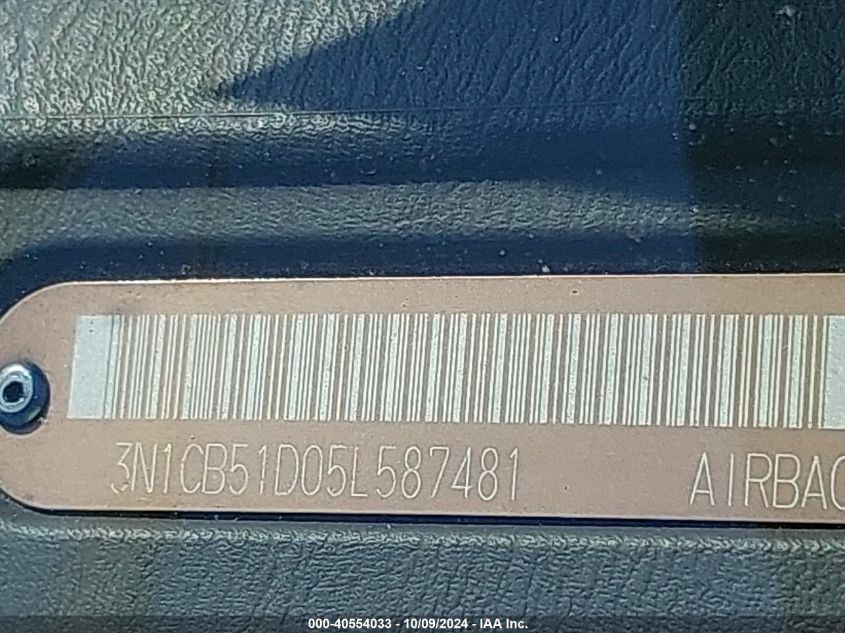 3N1CB51D05L587481 AIRBAG
000-40554033 - 10/09/2024 - IAA Inc.